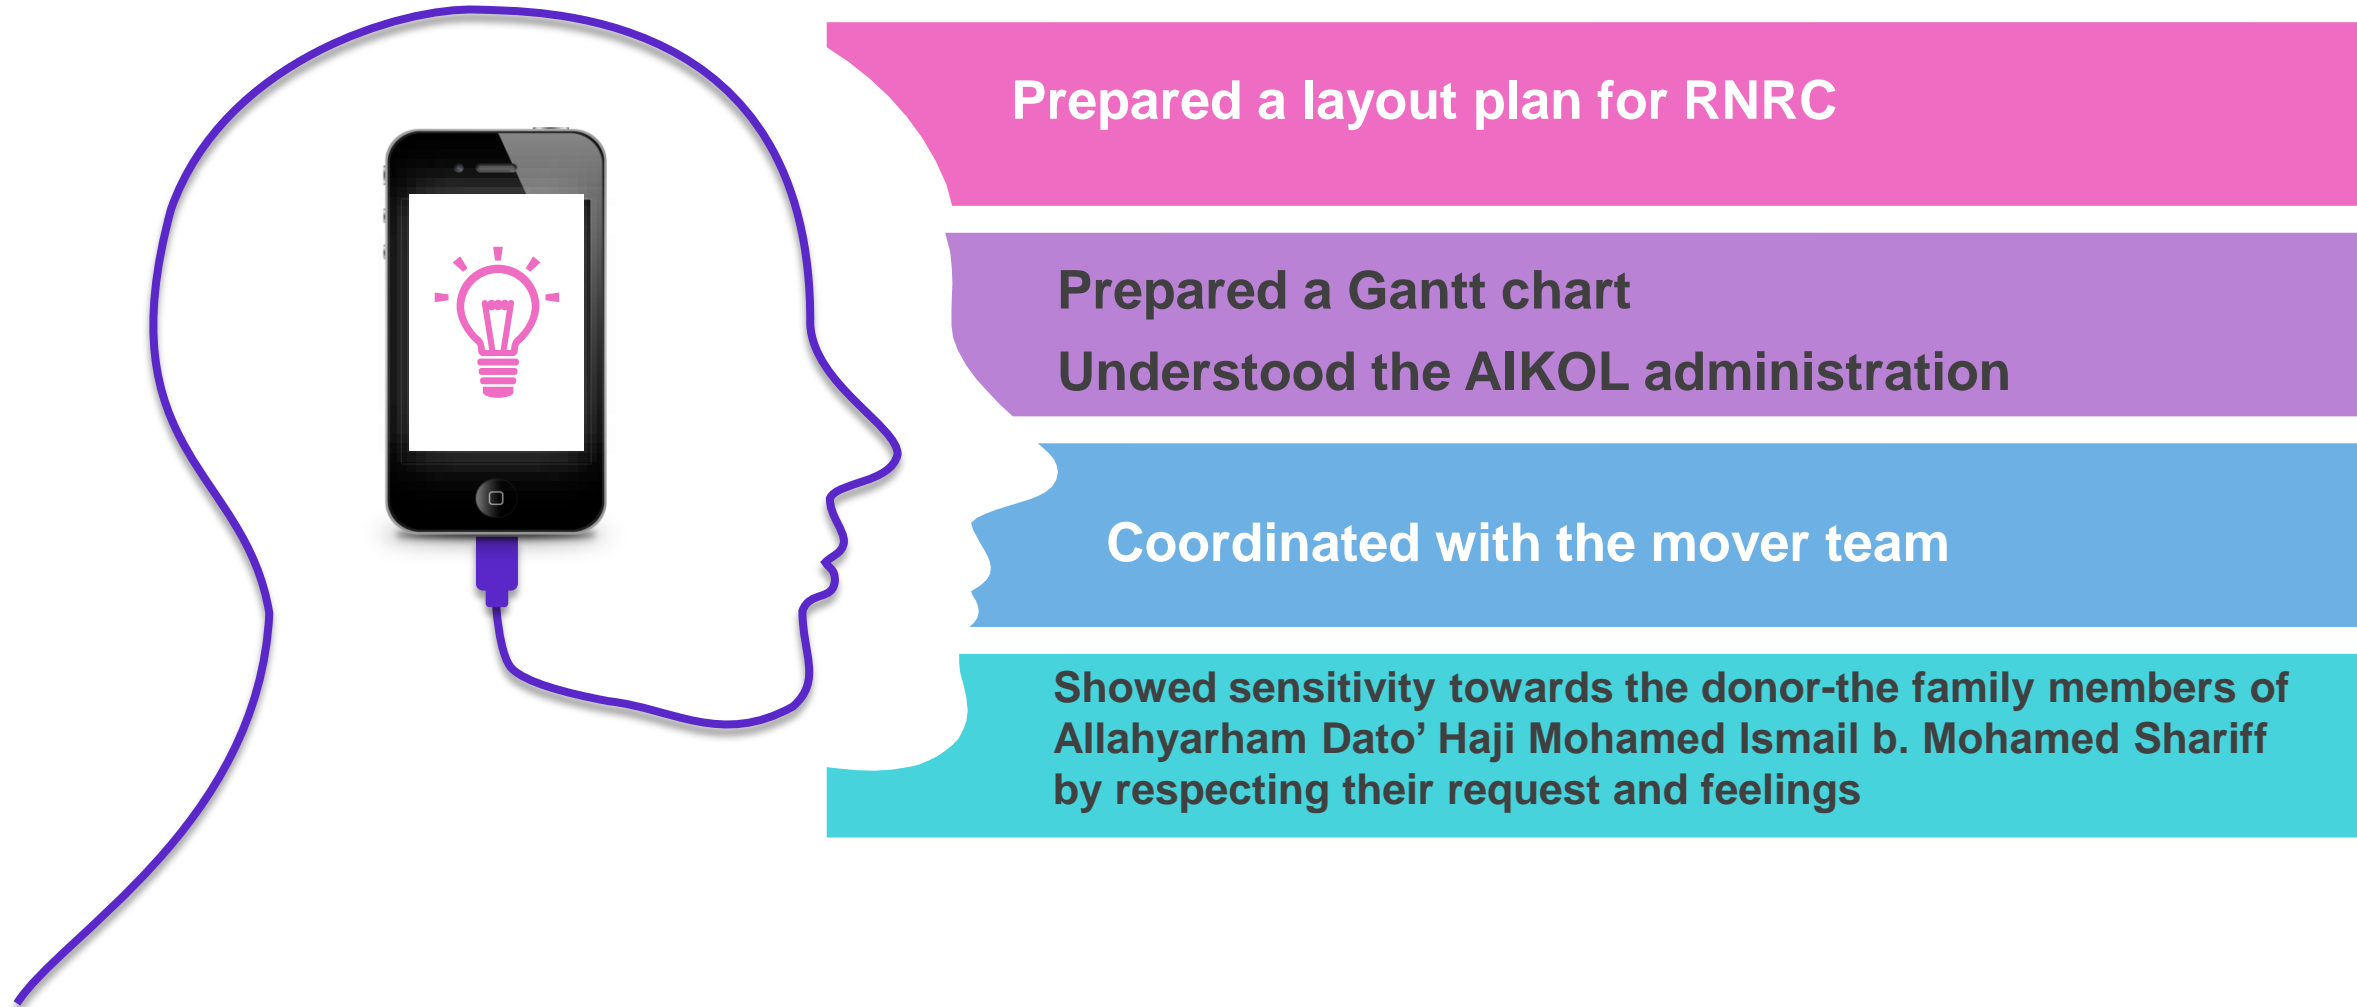 Prepared a layout plan for RNRC
Prepared a Gantt chart
Understood the AIKOL administration
Coordinated with the mover team
Showed sensitivity towards the donor-the family members of
Allahyarham Dato’ Haji Mohamed Ismail b. Mohamed Shariff
by respecting their request and feelings